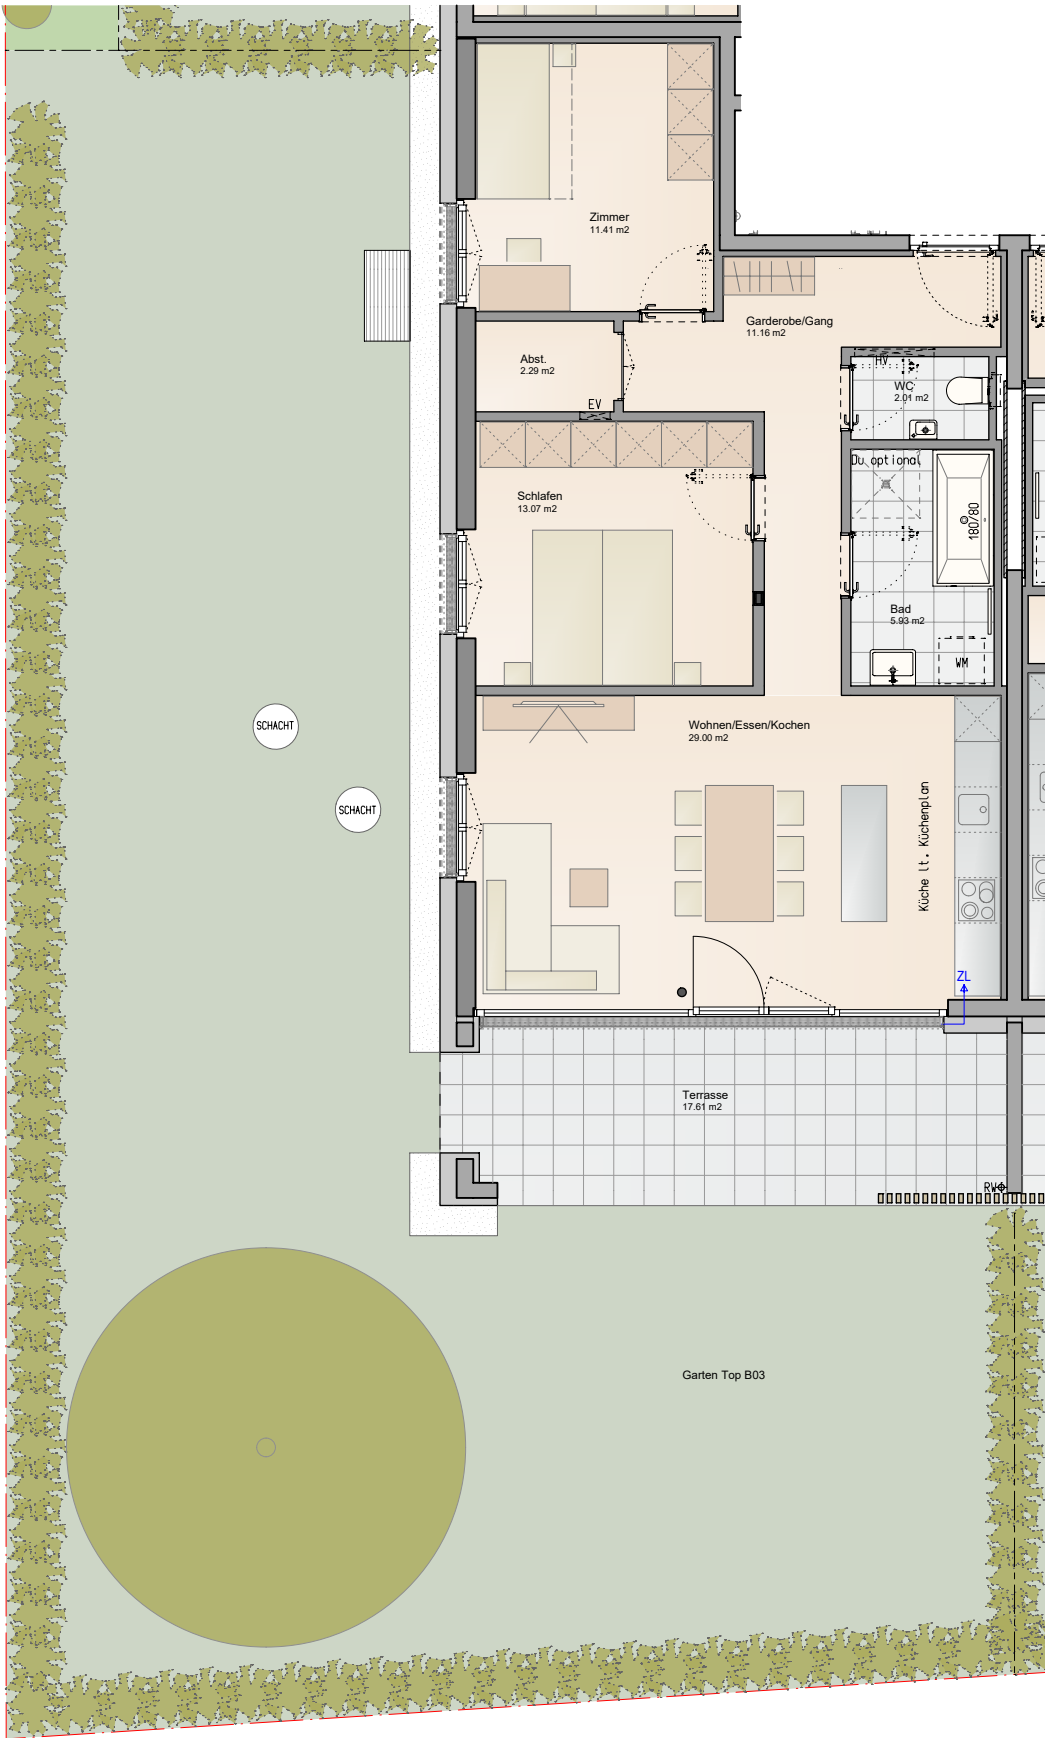 Zimmer
11.41 m2
Garderobe/Gang
11.16 m2
Abst.
2.29 m2
HV
WC
2.01 m2
EV
Du optional
Schlafen
13.07 m2
180/80
Bad
5.93 m2
WM
SCHACHT
Wohnen/Essen/Kochen
29.00 m2
SCHACHT
Küche lt. Küchenplan
ZL
Terrasse
17.61 m2
RW
Garten Top B03